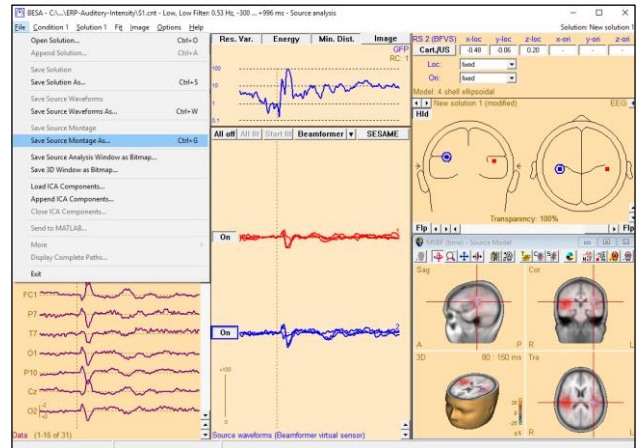 BESA - C:\...\ERP-Auditory-Intensity\S1.cnt - Low, Low Filter: 0.53 Hz, -300 ... +996 ms - Source analysis
File Condition 1 Solution 1 Fit Image Options Help
Solution: New solution 1
Open Solution... Ctrl+O
Append Solution... Ctrl+A
Save Solution
Save Solution As... Ctrl+S
Save Source Waveforms
Save Source Waveforms As... Ctrl+W
Save Source Montage
Save Source Montage As... Ctrl+G
Save Source Analysis Window as Bitmap...
Save 3D Window as Bitmap...
Load ICA Components...
Append ICA Components...
Close ICA Components...
Send to MATLAB...
More
Display Complete Paths...
Exit
FC1
P7
T7
O1
P10
Cz
O2
Data (1-16 of 31)
Res. Var. Energy Min. Dist. Image
GFP
RC: 1
100
10
0.1
All off All fit Start fit Beamformer SESAME
On
1
On
2
+100
Source waveforms (Beamformer virtual sensor)
RS 2 (BFVS) x-loc y-loc z-loc x-ori y-ori z-ori
Cart./US -0.48 -0.06 0.20 - - -
Loc: fixed
Ori: fixed
Model: 4 shell ellipsoidal
New solution 1 (modified) EEG
Hld
Transparency: 100%
Flp Flp
MSBF (time) - Source Model
Sag Cor
A P R L
3D 80 : 160 ms Tra
R L